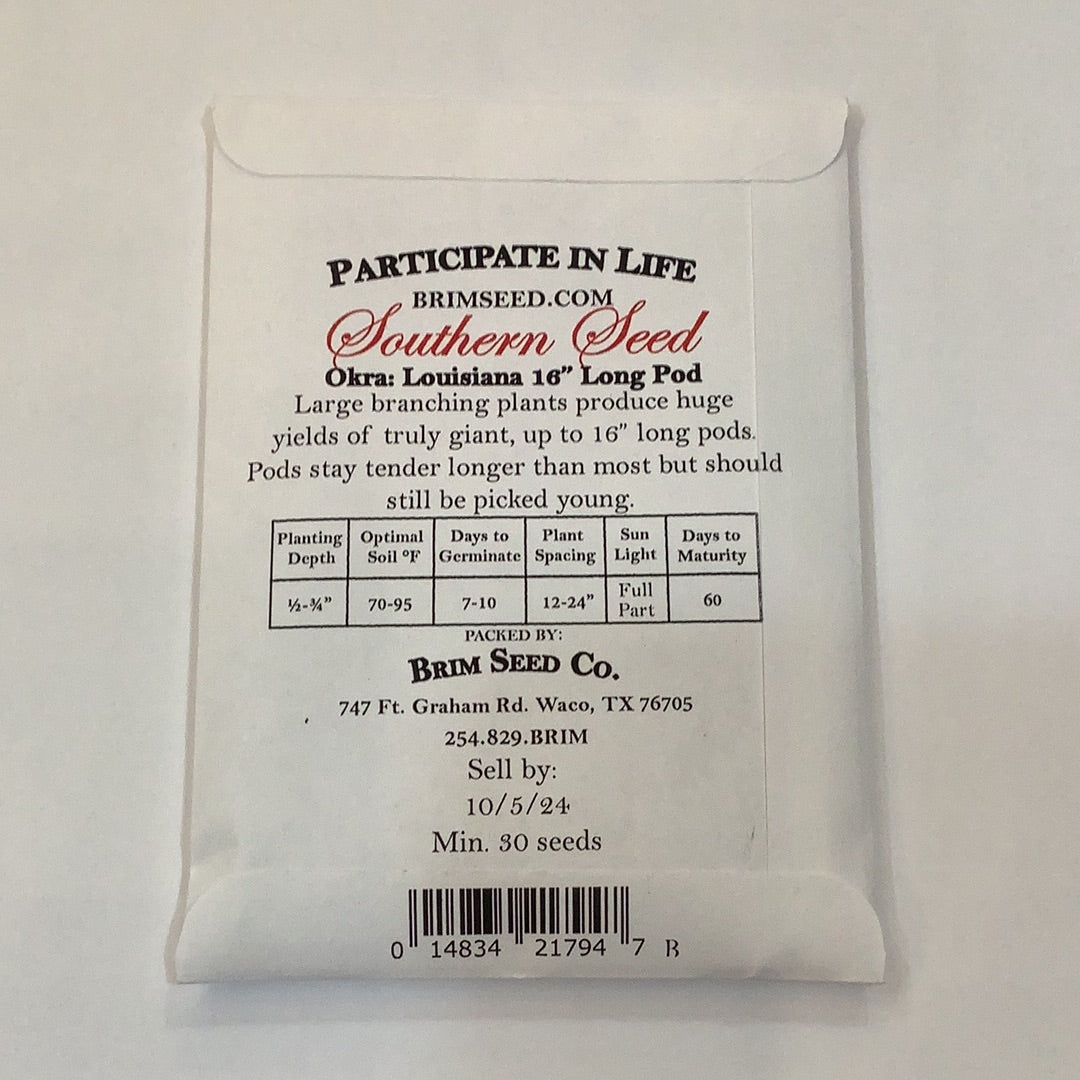 PARTICIPATE IN LIFE
BRIMSEED.COM
Southern Seed
Okra: Louisiana 16” Long Pod
Large branching plants produce huge
yields of truly giant, up to 16” long pods.
Pods stay tender longer than most but should
still be picked young.
Planting Depth Optimal Soil ºF Days to Germinate Plant Spacing Sun Light Days to Maturity
½-¾” 70-95 7-10 12-24” Full Part 60
PACKED BY:
BRIM SEED CO.
747 Ft. Graham Rd. Waco, TX 76705
254.829.BRIM
Sell by:
10/5/24
Min. 30 seeds
0 14834 21794 7 B